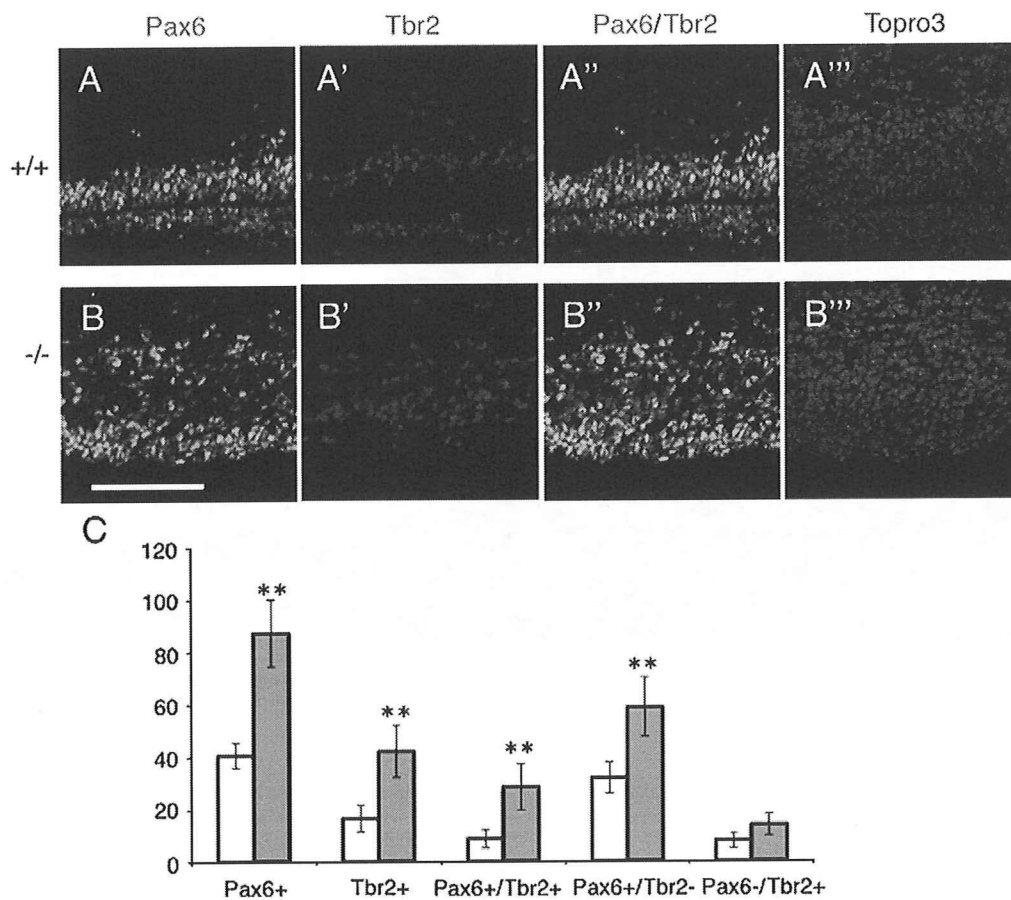 Pax6 Tbr2 Pax6/Tbr2 Topro3
A A' A'' A'''
+/+
B B' B'' B'''
-/-
C
120
100
80
60
40
20
0
** ** ** **
Pax6+ Tbr2+ Pax6+/Tbr2+ Pax6+/Tbr2- Pax6-/Tbr2+